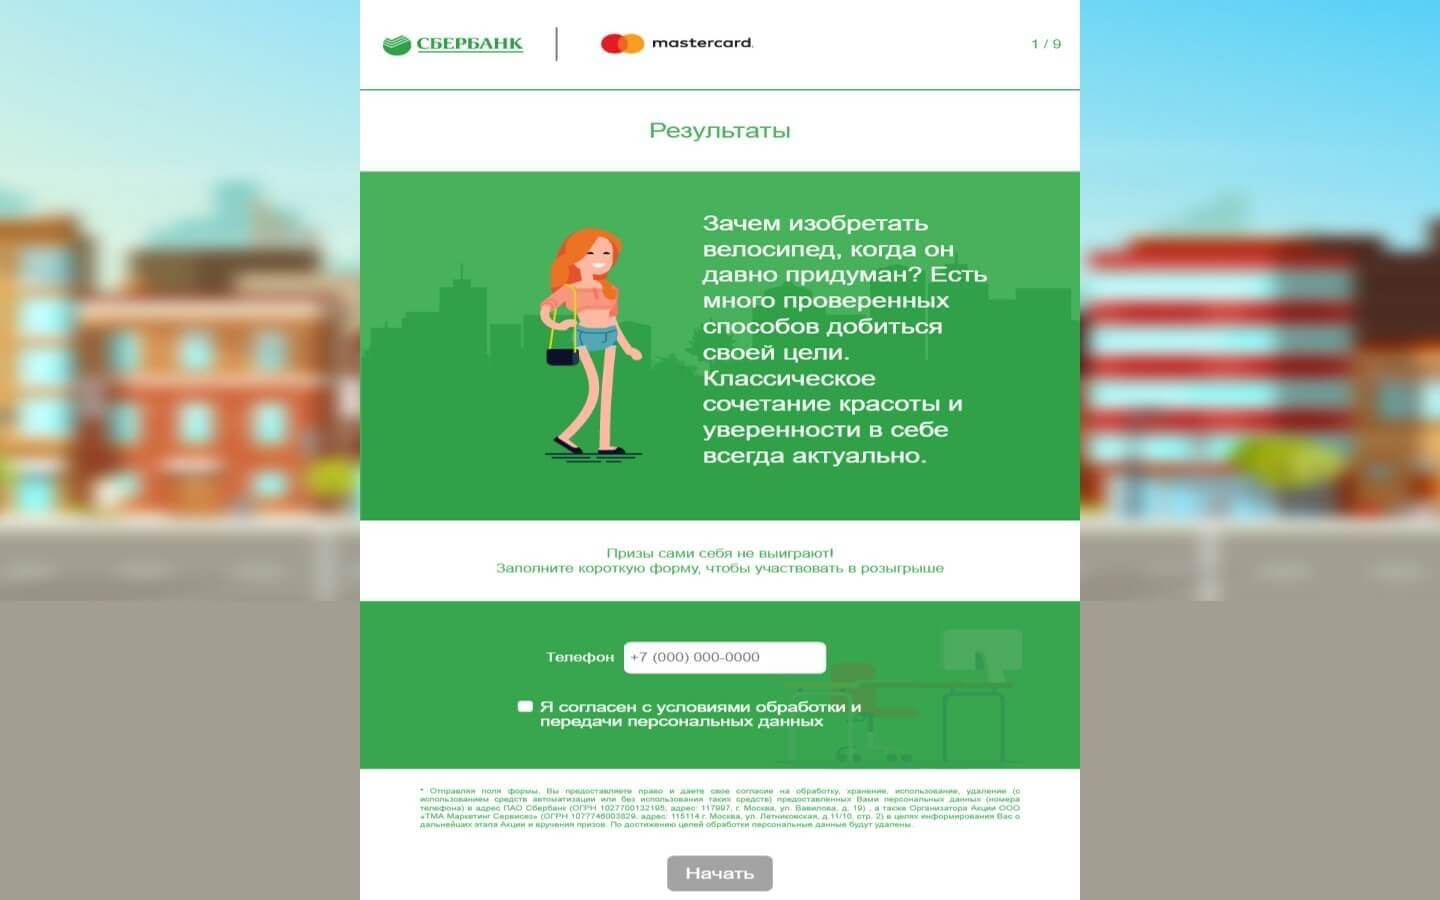 СБЕРБАНК
mastercard.
1 / 9
Результаты
Зачем изобретать
велосипед, когда он
давно придуман? Есть
много проверенных
способов добиться
своей цели.
Классическое
сочетание красоты и
уверенности в себе
всегда актуально.
Призы сами себя не выиграют!
Заполните короткую форму, чтобы участвовать в розыгрыше
Телефон +7 (000) 000-0000
Я согласен с условиями обработки и
передачи персональных данных
* Отправляя поля формы, Вы предоставляете право и даете свое согласие на обработку, хранение, использование, удаление (с
использованием средств автоматизации или без использования таких средств) предоставленных Вами персональных данных (номера
телефона) в адрес ПАО Сбербанк (ОГРН 1027700132195, адрес: 117997, г. Москва, ул. Вавилова, д. 19) , а также Организатора Акции ООО
«ТМА Маркетинг Сервисез» (ОГРН 1077746003829, адрес: 115114 г. Москва, ул. Летниковская, д.11/10, стр. 2) в целях информирования Вас о
дальнейших этапа Акции и вручения призов. По достижению целей обработки персональные данные будут удалены.
Начать